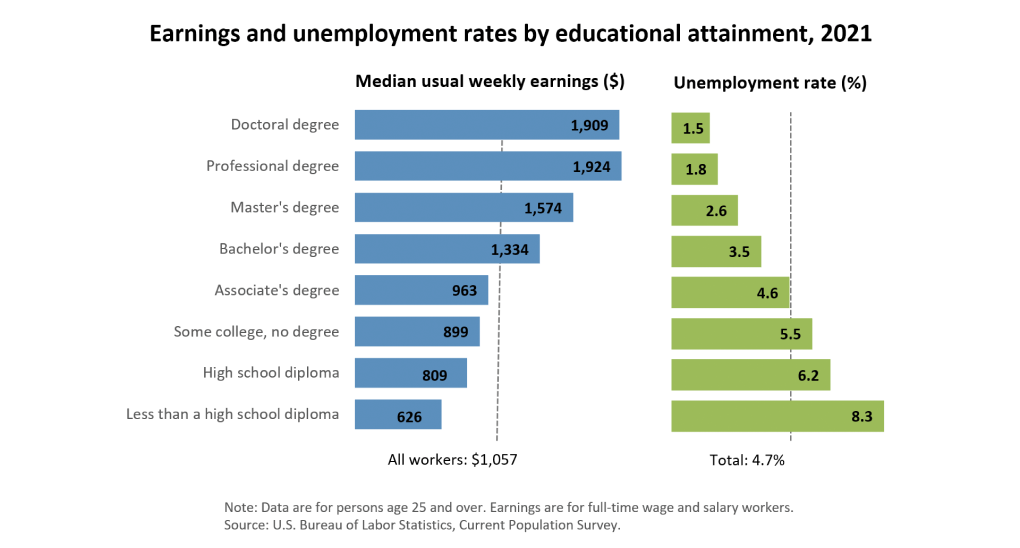 Earnings and unemployment rates by educational attainment, 2021
Median usual weekly earnings ($)
Unemployment rate (%)
Doctoral degree 1,909 1.5
Professional degree 1,924 1.8
Master's degree 1,574 2.6
Bachelor's degree 1,334 3.5
Associate's degree 963 4.6
Some college, no degree 899 5.5
High school diploma 809 6.2
Less than a high school diploma 626 8.3
All workers: $1,057
Total: 4.7%
Note: Data are for persons age 25 and over. Earnings are for full-time wage and salary workers.
Source: U.S. Bureau of Labor Statistics, Current Population Survey.